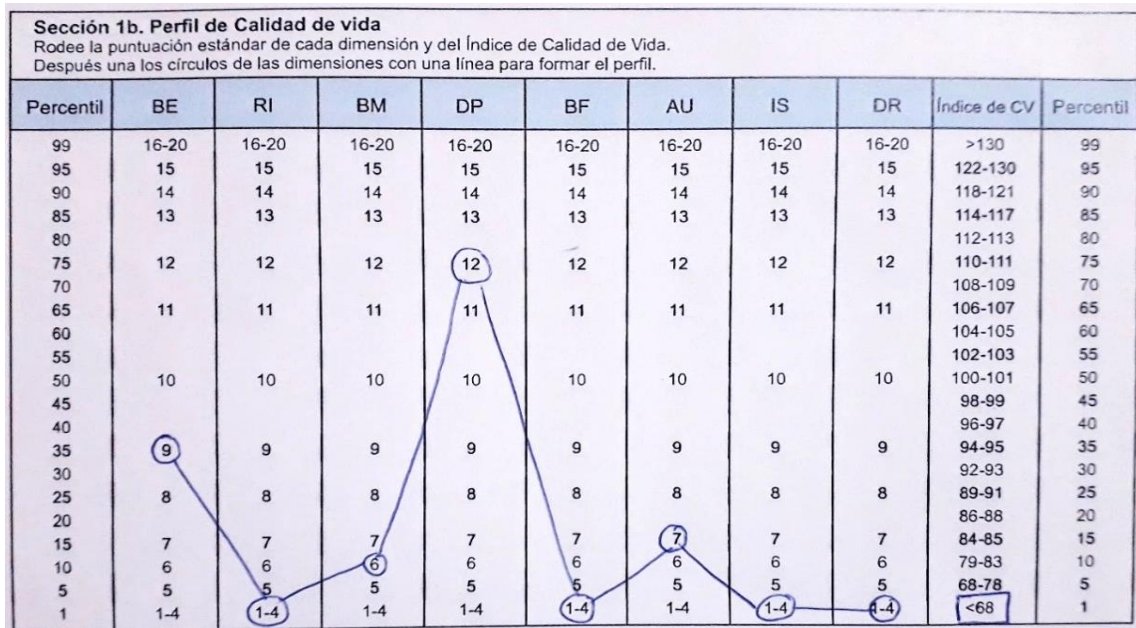 Sección 1b. Perfil de Calidad de vida
Rodee la puntuación estándar de cada dimensión y del Índice de Calidad de Vida.
Después una los círculos de las dimensiones con una línea para formar el perfil.
Percentil BE RI BM DP BF AU IS DR Índice de CV Percentil
99 16-20 16-20 16-20 16-20 16-20 16-20 16-20 16-20 >130 99
95 15 15 15 15 15 15 15 15 122-130 95
90 14 14 14 14 14 14 14 14 118-121 90
85 13 13 13 13 13 13 13 13 114-117 85
80 112-113 80
75 12 12 12 12 12 12 12 12 110-111 75
70 108-109 70
65 11 11 11 11 11 11 11 11 106-107 65
60 104-105 60
55 102-103 55
50 10 10 10 10 10 10 10 10 100-101 50
45 98-99 45
40 96-97 40
35 9 9 9 9 9 9 9 9 94-95 35
30 92-93 30
25 8 8 8 8 8 8 8 8 89-91 25
20 86-88 20
15 7 7 7 7 7 7 7 7 84-85 15
10 6 6 6 6 6 6 6 6 79-83 10
5 5 5 5 5 5 5 5 5 68-78 5
1 1-4 1-4 1-4 1-4 1-4 1-4 1-4 1-4 <68 1